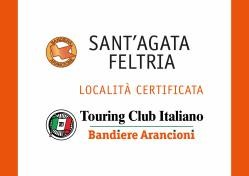 SANT'AGATA
FELTRIA
LOCALITÀ CERTIFICATA
Touring Club Italiano
Bandiere Arancioni